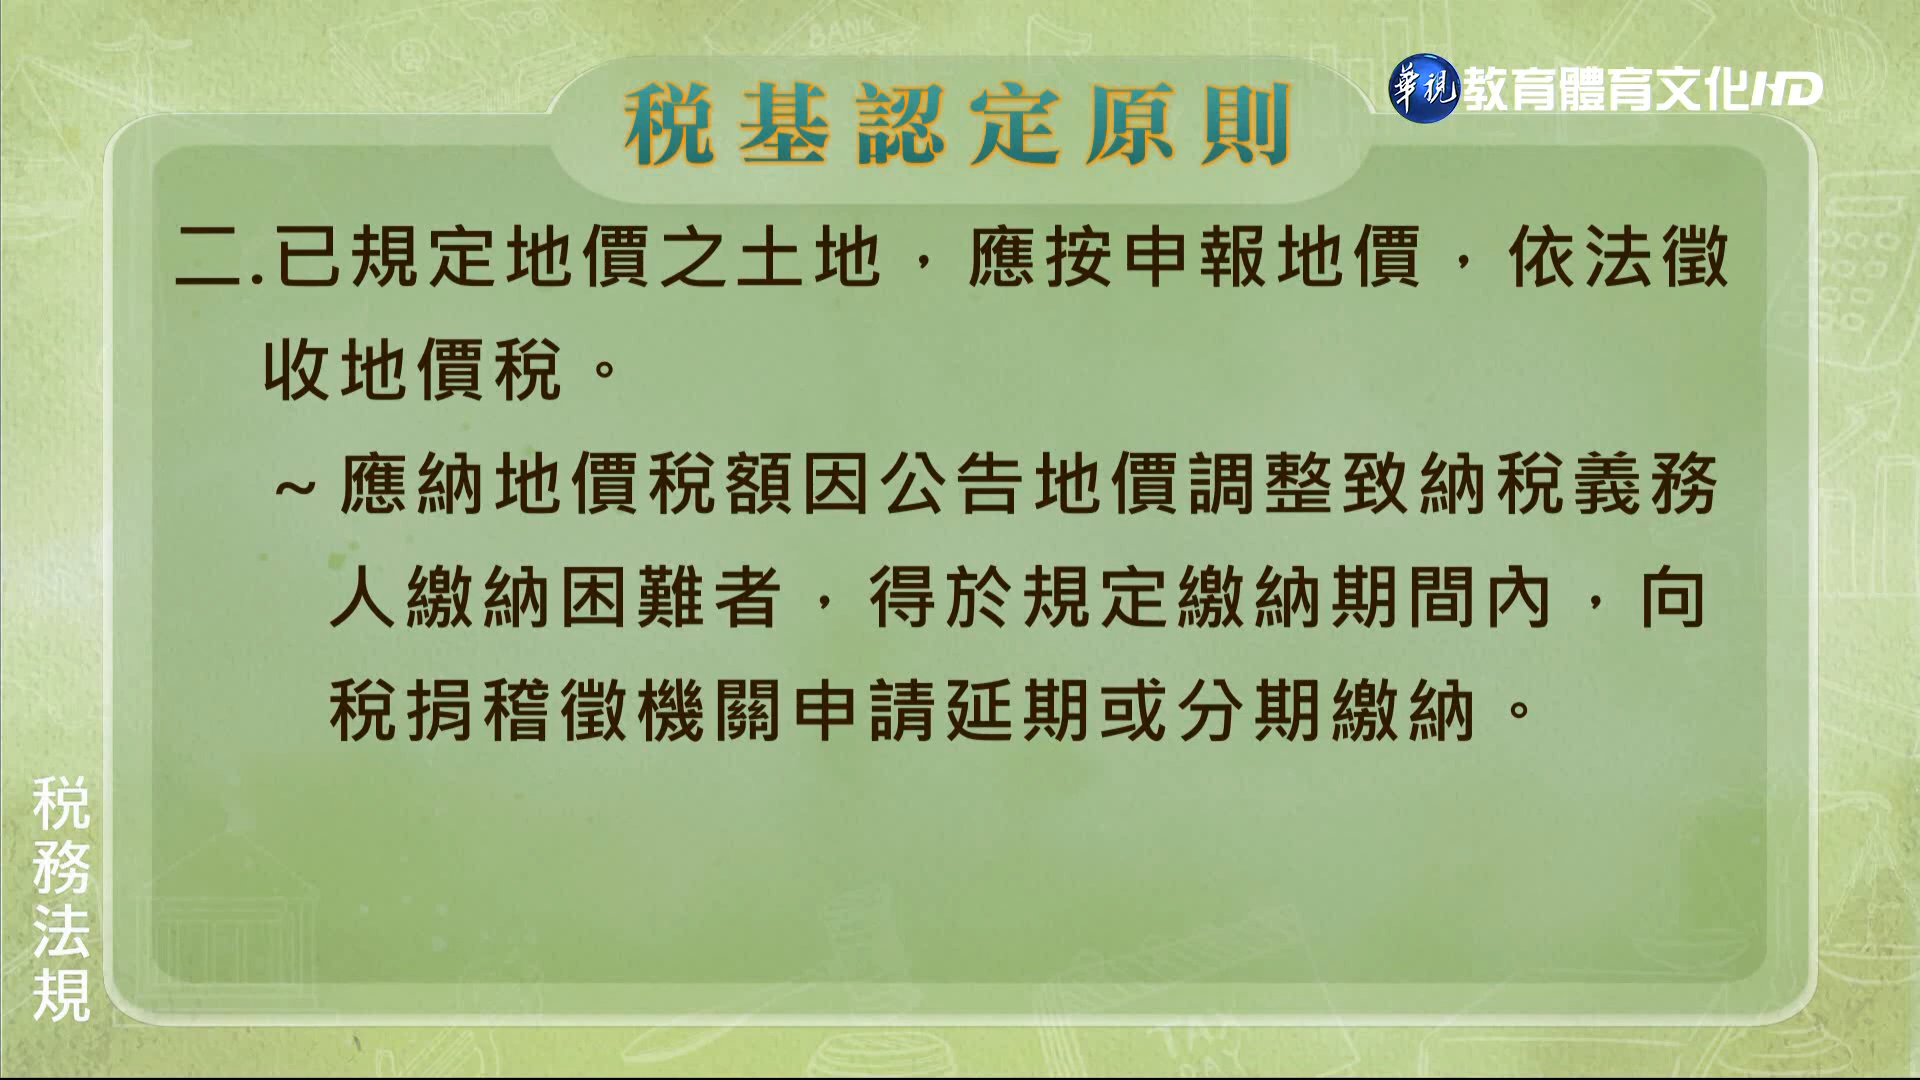 稅基認定原則
華視教育體育文化HD
二.已規定地價之土地，應按申報地價，依法徵
收地價稅。
~應納地價稅額因公告地價調整致納稅義務
人繳納困難者，得於規定繳納期間內，向
稅捐稽徵機關申請延期或分期繳納。
稅務法規
BANK
TAX
DAY